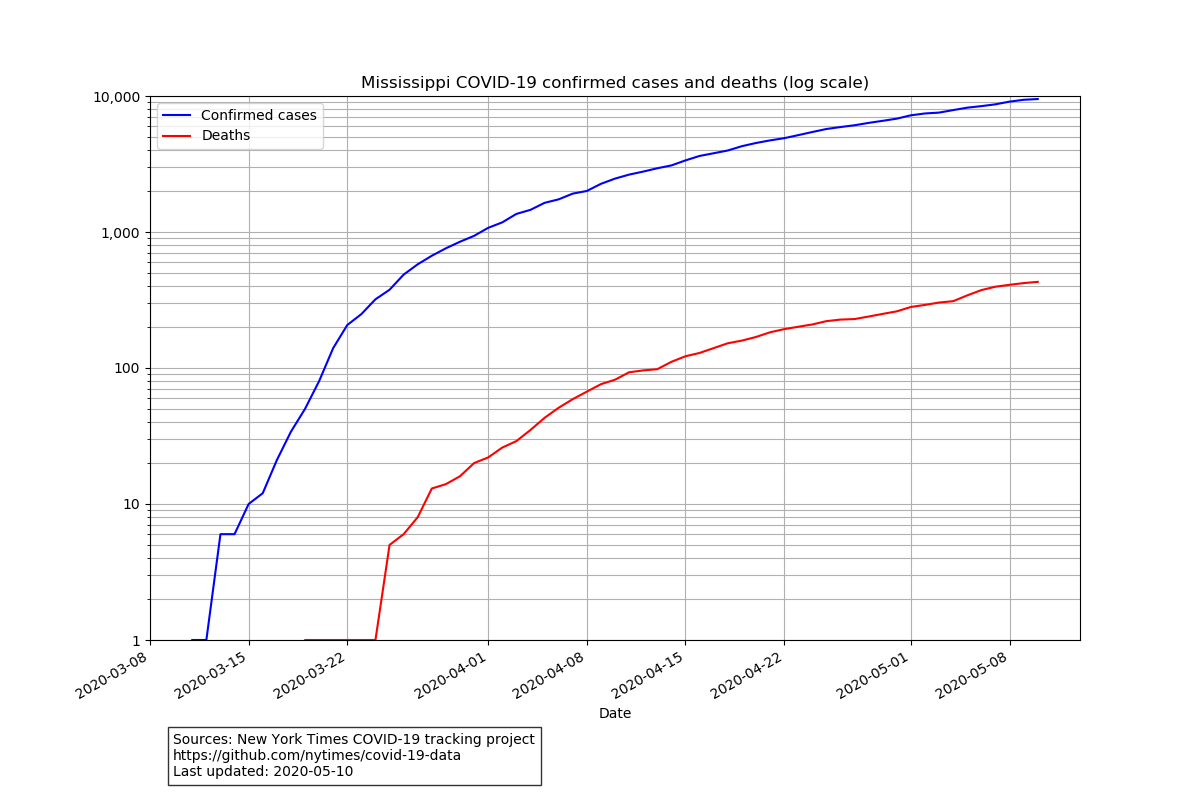 Mississippi COVID-19 confirmed cases and deaths (log scale)
10,000
1,000
100
10
1
Confirmed cases
Deaths
2020-03-08
2020-03-15
2020-03-22
2020-04-01
2020-04-08
2020-04-15
2020-04-22
2020-05-01
2020-05-08
Date
Sources: New York Times COVID-19 tracking project
https://github.com/nytimes/covid-19-data
Last updated: 2020-05-10